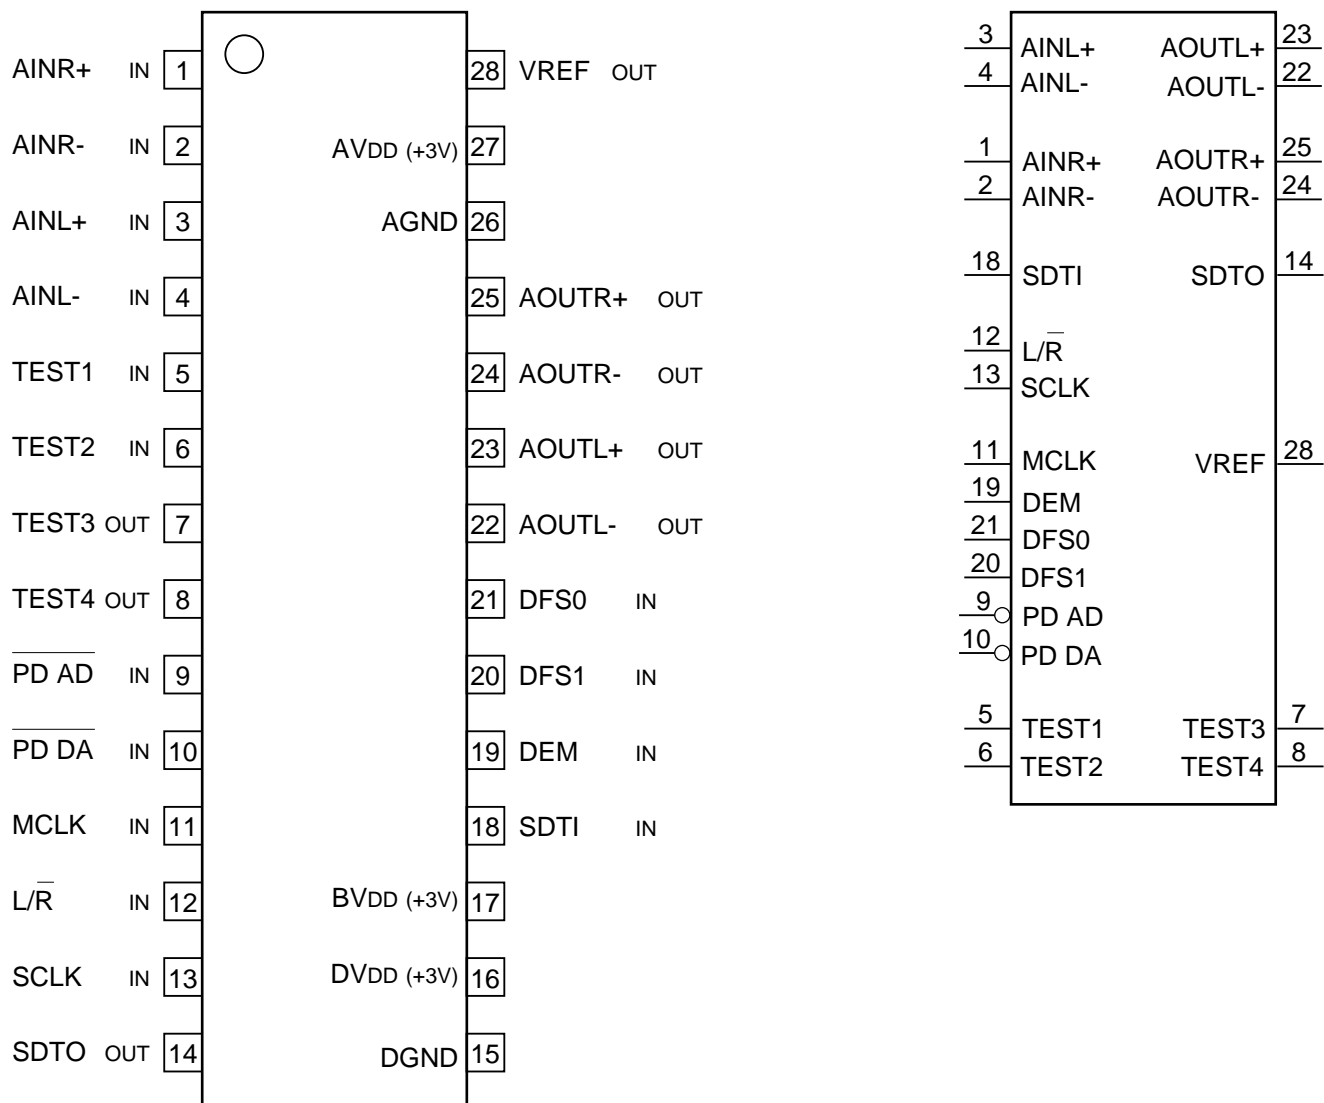 AINR+ IN 1
28 VREF OUT
AINR- IN 2
AVDD (+3V) 27
AINL+ IN 3
AGND 26
AINL- IN 4
25 AOUTR+ OUT
TEST1 IN 5
24 AOUTR- OUT
TEST2 IN 6
23 AOUTL+ OUT
TEST3 OUT 7
22 AOUTL- OUT
TEST4 OUT 8
21 DFS0 IN
PD AD IN 9
20 DFS1 IN
PD DA IN 10
19 DEM IN
MCLK IN 11
18 SDTI IN
L/R IN 12
BVDD (+3V) 17
SCLK IN 13
DVDD (+3V) 16
SDTO OUT 14
DGND 15
3 AINL+ AOUTL+ 23
4 AINL- AOUTL- 22
1 AINR+ AOUTR+ 25
2 AINR- AOUTR- 24
18 SDTI SDTO 14
12 L/R
13 SCLK
11 MCLK VREF 28
19 DEM
21 DFS0
20 DFS1
9 PD AD
10 PD DA
5 TEST1 TEST3 7
6 TEST2 TEST4 8